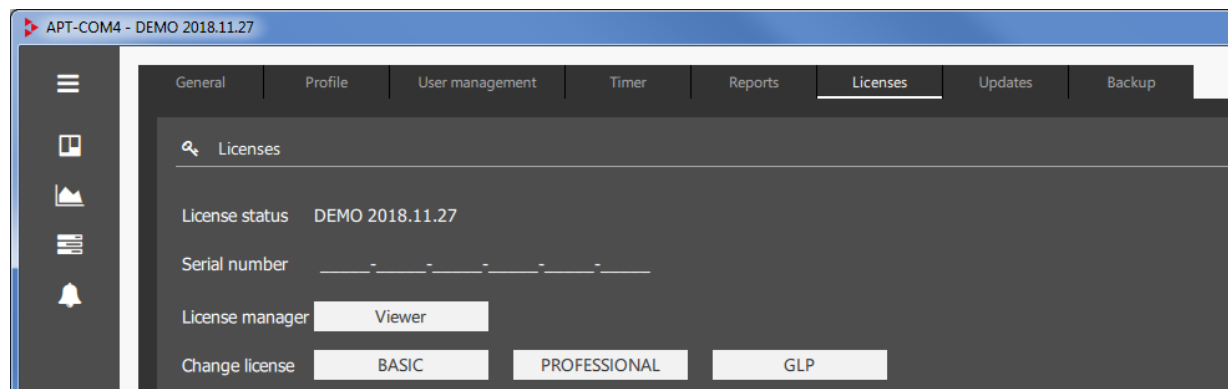 APT-COM4 - DEMO 2018.11.27
General Profile User management Timer Reports Licenses Updates Backup
Licenses
License status DEMO 2018.11.27
Serial number _____-_____-_____-_____-_____-_____
License manager Viewer
Change license BASIC PROFESSIONAL GLP